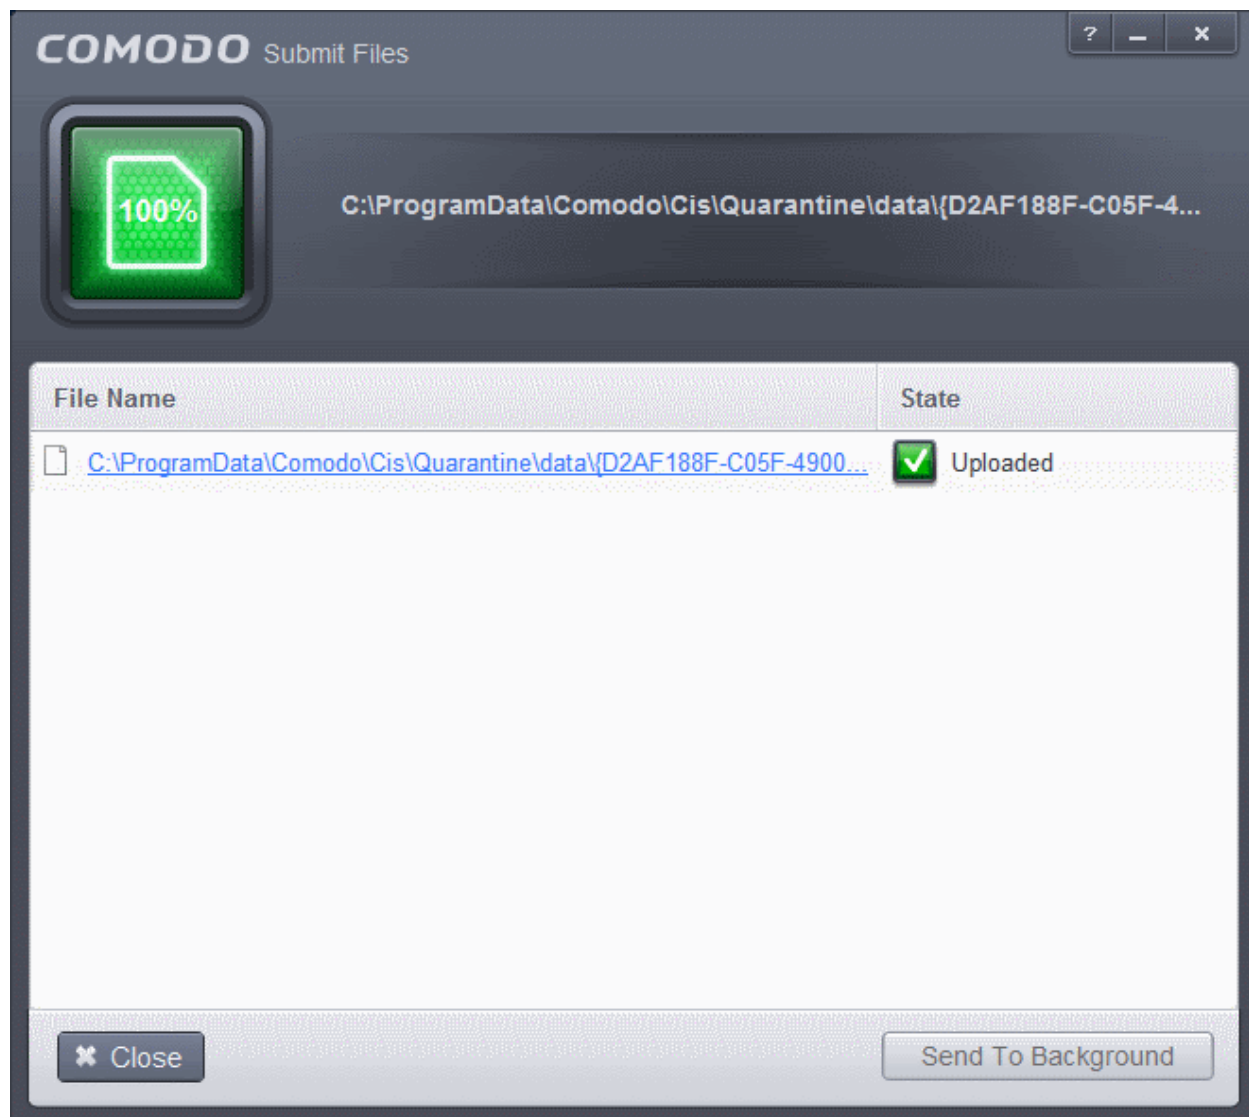 COMODO Submit Files
?
100%
C:\ProgramData\Comodo\Cis\Quarantine\data\{D2AF188F-C05F-4...
File Name State
C:\ProgramData\Comodo\Cis\Quarantine\data\{D2AF188F-C05F-4900... Uploaded
Close Send To Background